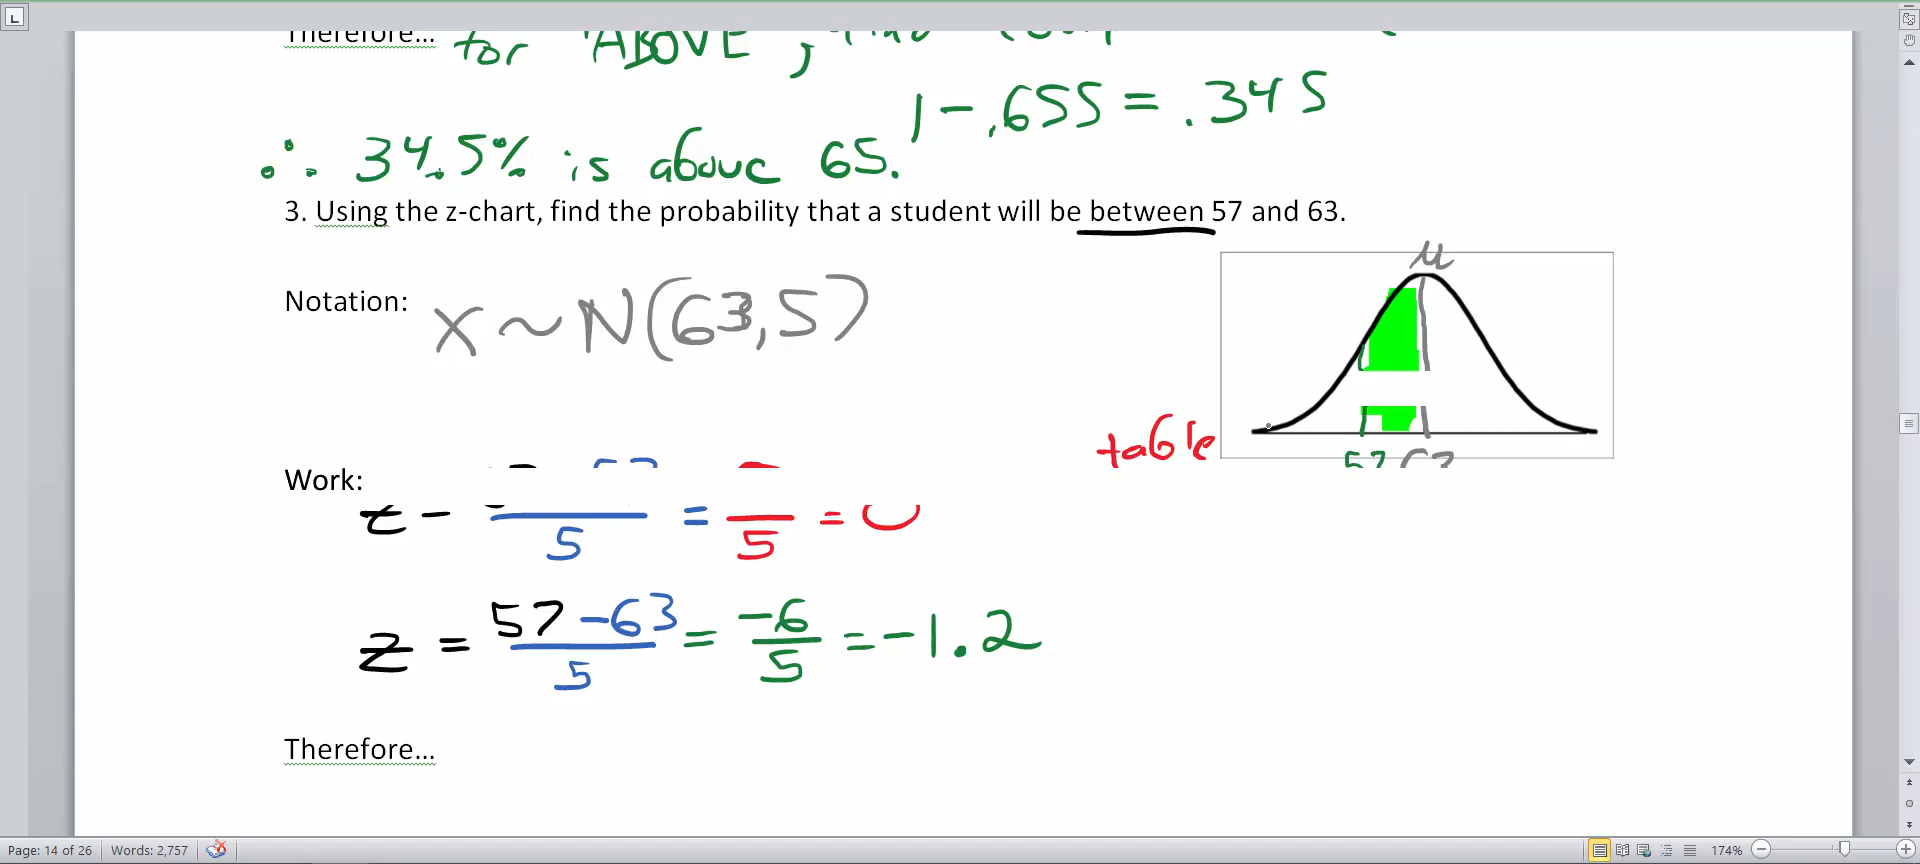 Therefore...
for "ABOVE",
1 - .655 = .345
∴ 34.5% is above 65.
3. Using the z-chart, find the probability that a student will be between 57 and 63.
μ
Notation: X ~ N(63,5)
table
57 63
Work:
5 = 5 = 0
z = 57 - 63 / 5 = -6 / 5 = -1.2
Therefore...
Page: 14 of 26 Words: 2,757 174%